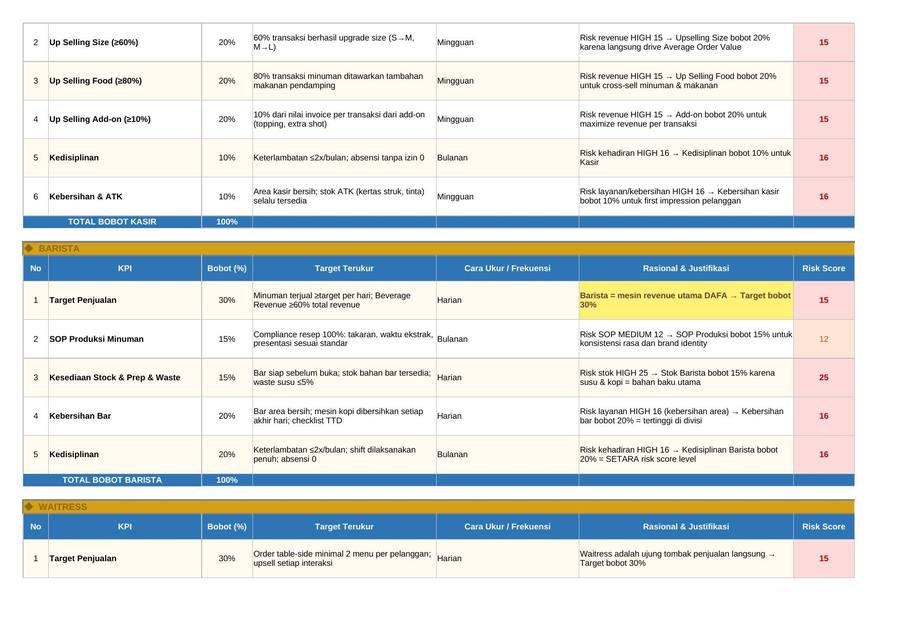 2 Up Selling Size (≥60%) 20% 60% transaksi berhasil upgrade size (S→M, M→L) Mingguan Risk revenue HIGH 15 → Upselling Size bobot 20% karena langsung drive Average Order Value 15
3 Up Selling Food (≥80%) 20% 80% transaksi minuman ditawarkan tambahan makanan pendamping Mingguan Risk revenue HIGH 15 → Up Selling Food bobot 20% untuk cross-sell minuman & makanan 15
4 Up Selling Add-on (≥10%) 20% 10% dari nilai invoice per transaksi dari add-on (topping, extra shot) Mingguan Risk revenue HIGH 15 → Add-on bobot 20% untuk maximize revenue per transaksi 15
5 Kedisiplinan 10% Keterlambatan ≤2x/bulan; absensi tanpa izin 0 Bulanan Risk kehadiran HIGH 16 → Kedisiplinan bobot 10% untuk Kasir 16
6 Kebersihan & ATK 10% Area kasir bersih; stok ATK (kertas struk, tinta) selalu tersedia Mingguan Risk layanan/kebersihan HIGH 16 → Kebersihan kasir bobot 10% untuk first impression pelanggan 16
TOTAL BOBOT KASIR 100%
◆ BARISTA
No KPI Bobot (%) Target Terukur Cara Ukur / Frekuensi Rasional & Justifikasi Risk Score
1 Target Penjualan 30% Minuman terjual ≥target per hari; Beverage Revenue ≥60% total revenue Harian Barista = mesin revenue utama DAFA → Target bobot 30% 15
2 SOP Produksi Minuman 15% Compliance resep 100%: takaran, waktu ekstrak, presentasi sesuai standar Bulanan Risk SOP MEDIUM 12 → SOP Produksi bobot 15% untuk konsistensi rasa dan brand identity 12
3 Kesediaan Stock & Prep & Waste 15% Bar siap sebelum buka; stok bahan bar tersedia; waste susu ≤5% Harian Risk stok HIGH 25 → Stok Barista bobot 15% karena susu & kopi = bahan baku utama 25
4 Kebersihan Bar 20% Bar area bersih; mesin kopi dibersihkan setiap akhir hari; checklist TTD Harian Risk layanan HIGH 16 (kebersihan area) → Kebersihan bar bobot 20% = tertinggi di divisi 16
5 Kedisiplinan 20% Keterlambatan ≤2x/bulan; shift dilaksanakan penuh; absensi 0 Bulanan Risk kehadiran HIGH 16 → Kedisiplinan Barista bobot 20% = SETARA risk score level 16
TOTAL BOBOT BARISTA 100%
◆ WAITRESS
No KPI Bobot (%) Target Terukur Cara Ukur / Frekuensi Rasional & Justifikasi Risk Score
1 Target Penjualan 30% Order table-side minimal 2 menu per pelanggan; upsell setiap interaksi Harian Waitress adalah ujung tombak penjualan langsung → Target bobot 30% 15